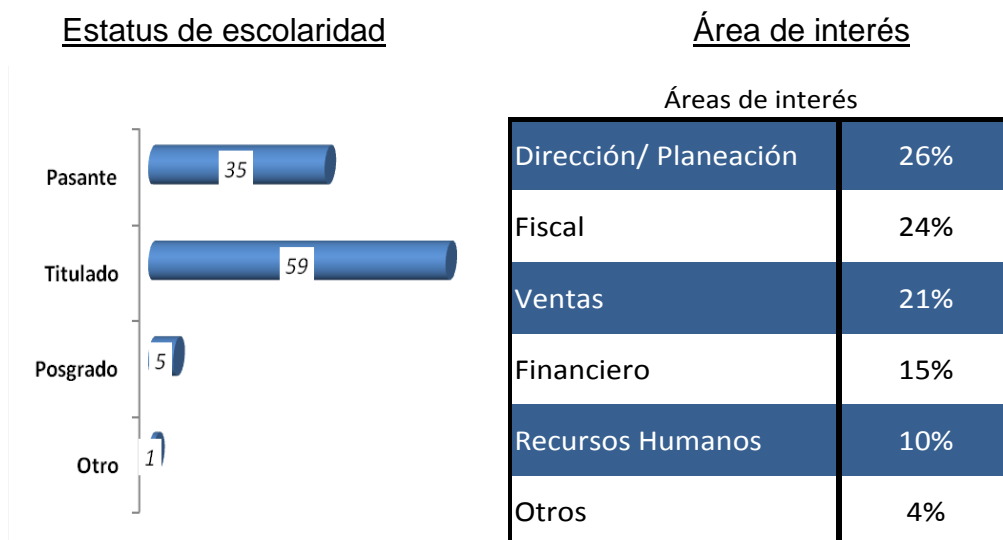 Estatus de escolaridad
Pasante 35
Titulado 59
Posgrado 5
Otro 1
Área de interés
Áreas de interés
Dirección/ Planeación 26%
Fiscal 24%
Ventas 21%
Financiero 15%
Recursos Humanos 10%
Otros 4%